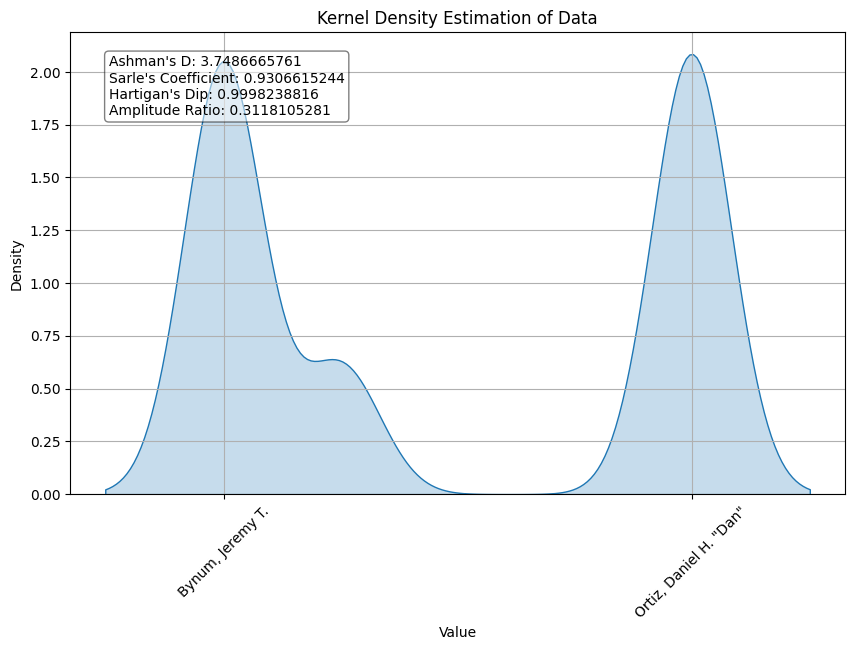 Kernel Density Estimation of Data
Ashman's D: 3.7486665761
Sarle's Coefficient: 0.9306615244
Hartigan's Dip: 0.9998238816
Amplitude Ratio: 0.3118105281
Density
2.00
1.75
1.50
1.25
1.00
0.75
0.50
0.25
0.00
Bynum, Jeremy T.
Ortiz, Daniel H. "Dan"
Value